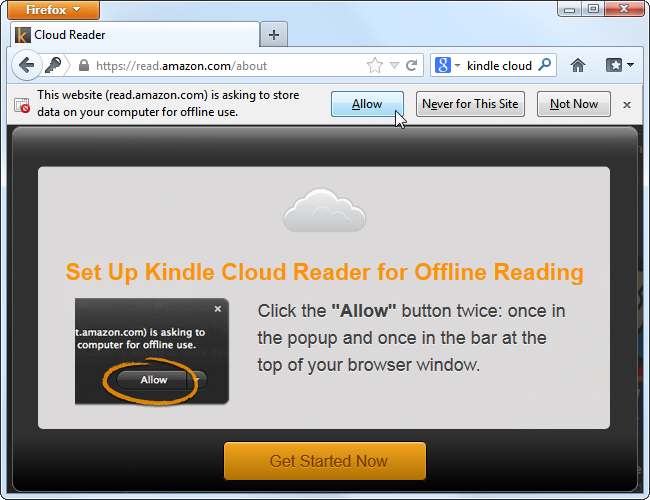 Firefox
Cloud Reader
https://read.amazon.com/about
kindle cloud
This website (read.amazon.com) is asking to store
data on your computer for offline use.
Allow
Never for This Site
Not Now
Set Up Kindle Cloud Reader for Offline Reading
t.amazon.com) is asking to
computer for offline use.
Allow
Click the "Allow" button twice: once in
the popup and once in the bar at the
top of your browser window.
Get Started Now